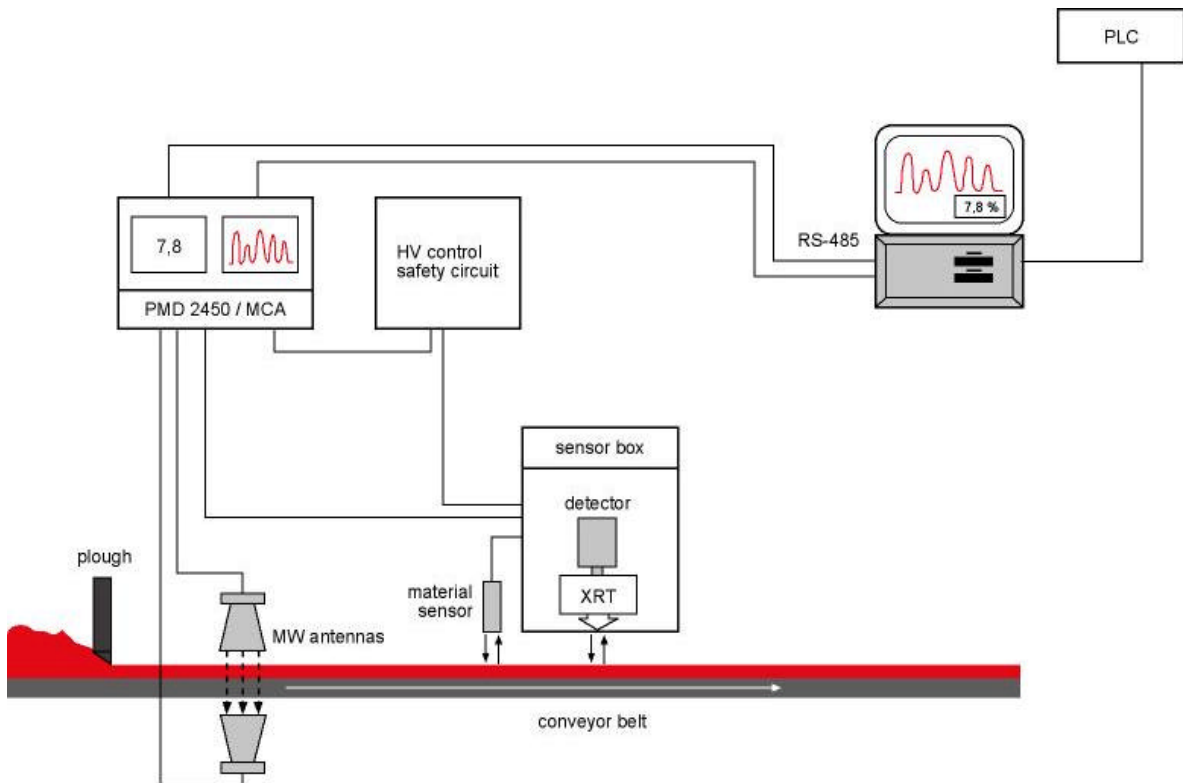 PLC
7,8 %
RS-485
7,8
PMD 2450 / MCA
HV control
safety circuit
sensor box
detector
XRT
plough
material
sensor
MW antennas
conveyor belt